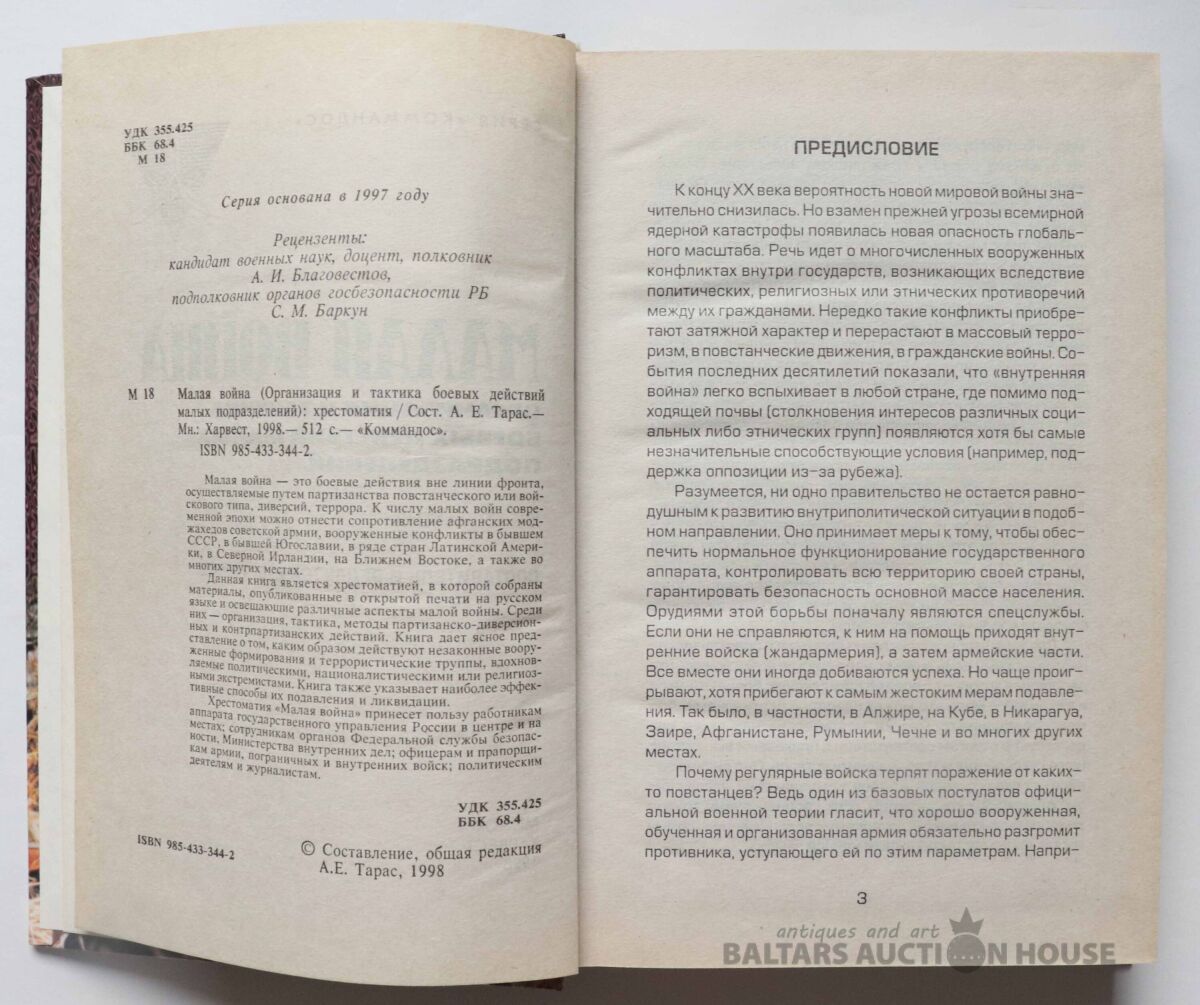 УДК 355.425
ББК 68.4
М 18
Серия основана в 1997 году
Рецензенты:
кандидат военных наук, доцент, полковник
А. И. Благовестов,
подполковник органов госбезопасности РБ
С. М. Баркун
М 18 Малая война (Организация и тактика боевых действий
малых подразделений): хрестоматия / Сост. А. Е. Тарас.—
Мн.: Харвест, 1998.— 512 с.— «Коммандос».
ISBN 985-433-344-2.
Малая война — это боевые действия вне линии фронта,
осуществляемые путем партизанства повстанческого или вой-
скового типа, диверсий, террора. К числу малых войн совре-
менной эпохи можно отнести сопротивление афганских мод-
жахедов советской армии, вооруженные конфликты в бывшем
СССР, в бывшей Югославии, в ряде стран Латинской Амери-
ки, в Северной Ирландии, на Ближнем Востоке, а также во
многих других местах.
Данная книга является хрестоматией, в которой собраны
материалы, опубликованные в открытой печати на русском
языке и освещающие различные аспекты малой войны. Среди
них — организация, тактика, методы партизанско-диверсион-
ных и контрпартизанских действий. Книга дает ясное пред-
ставление о том, каким образом действуют незаконные воору-
женные формирования и террористические труппы, вдохнов-
ляемые политическими, националистическими или религиоз-
ными экстремистами. Книга также указывает наиболее эффек-
тивные способы их подавления и ликвидации.
Хрестоматия «Малая война» принесет пользу работникам
аппарата государственного управления России в центре и на
местах; сотрудникам органов Федеральной службы безопас-
ности, Министерства внутренних дел; офицерам и прапорщи-
кам армии, пограничных и внутренних войск; политическим
деятелям и журналистам.
УДК 355.425
ББК 68.4
ISBN 985-433-344-2
© Составление, общая редакция
А.Е. Тарас, 1998
ПРЕДИСЛОВИЕ
К концу XX века вероятность новой мировой войны зна-
чительно снизилась. Но взамен прежней угрозы всемирной
ядерной катастрофы появилась новая опасность глобаль-
ного масштаба. Речь идет о многочисленных вооруженных
конфликтах внутри государств, возникающих вследствие
политических, религиозных или этнических противоречий
между их гражданами. Нередко такие конфликты приобре-
тают затяжной характер и перерастают в массовый терро-
ризм, в повстанческие движения, в гражданские войны. Со-
бытия последних десятилетий показали, что «внутренняя
война» легко вспыхивает в любой стране, где помимо под-
ходящей почвы (столкновения интересов различных соци-
альных либо этнических групп) появляются хотя бы самые
незначительные способствующие условия (например, под-
держка оппозиции из-за рубежа).
Разумеется, ни одно правительство не остается равно-
душным к развитию внутриполитической ситуации в подоб-
ном направлении. Оно принимает меры к тому, чтобы обес-
печить нормальное функционирование государственного
аппарата, контролировать всю территорию своей страны,
гарантировать безопасность основной массе населения.
Орудиями этой борьбы поначалу являются спецслужбы.
Если они не справляются, к ним на помощь приходят внут-
ренние войска (жандармерия), а затем армейские части.
Все вместе они иногда добиваются успеха. Но чаще проиг-
рывают, хотя прибегают к самым жестоким мерам подавле-
ния. Так было, в частности, в Алжире, на Кубе, в Никарагуа,
Заире, Афганистане, Румынии, Чечне и во многих других
местах.
Почему регулярные войска терпят поражение от каких-
то повстанцев? Ведь один из базовых постулатов офици-
альной военной теории гласит, что хорошо вооруженная,
обученная и организованная армия обязательно разгромит
противника, уступающего ей по этим параметрам. Напри-
3
antiques and art
BALTARS AUCTION HOUSE